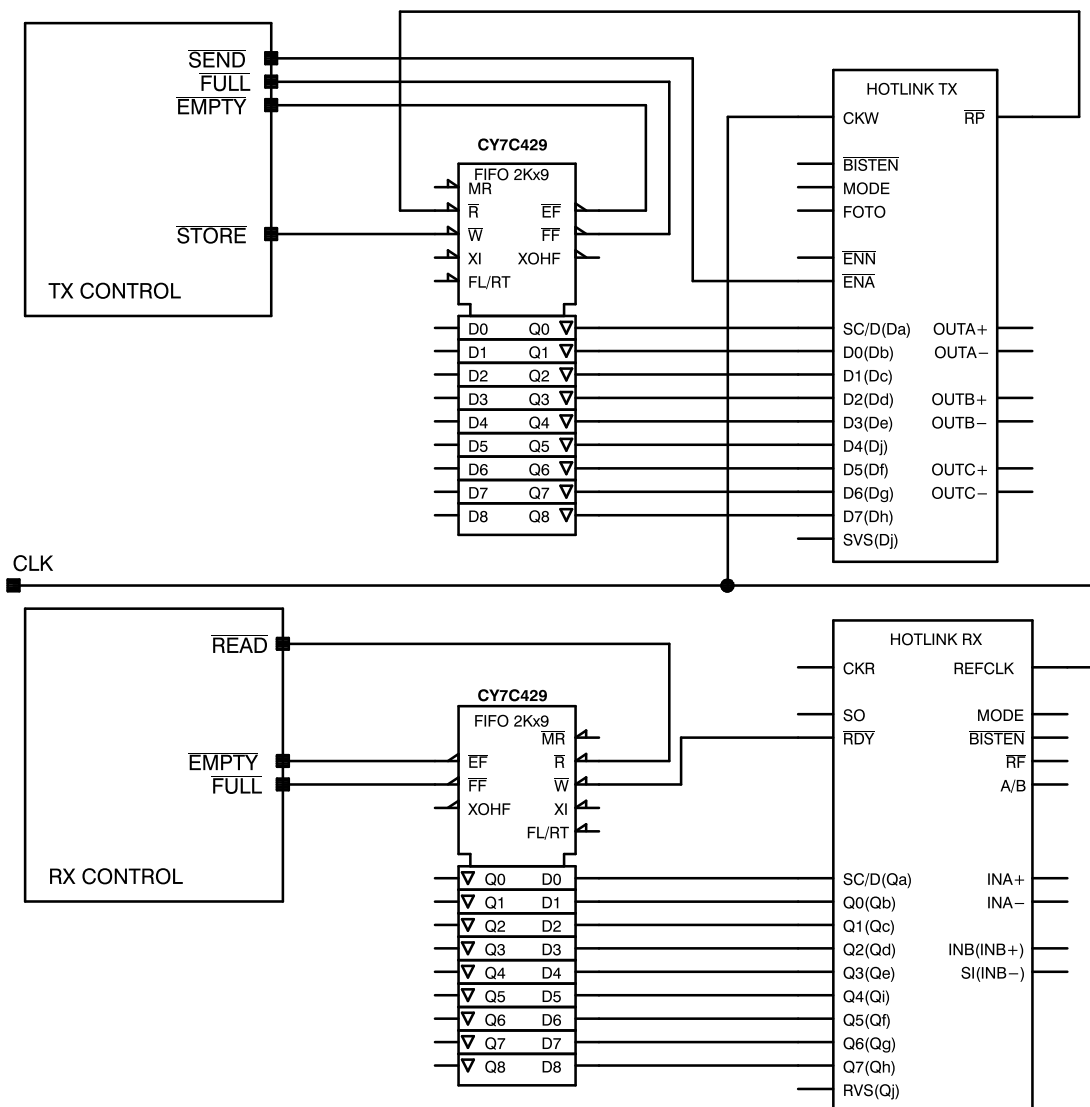 SEND
FULL
EMPTY
STORE
TX CONTROL
CY7C429
FIFO 2Kx9
MR
R EF
W FF
XI XOHF
FL/RT
D0 Q0
D1 Q1
D2 Q2
D3 Q3
D4 Q4
D5 Q5
D6 Q6
D7 Q7
D8 Q8
HOTLINK TX
CKW RP
BISTEN
MODE
FOTO
ENN
ENA
SC/D(Da) OUTA+
D0(Db) OUTA−
D1(Dc)
D2(Dd) OUTB+
D3(De) OUTB−
D4(Dj)
D5(Df) OUTC+
D6(Dg) OUTC−
D7(Dh)
SVS(Dj)
CLK
READ
EMPTY
FULL
RX CONTROL
CY7C429
FIFO 2Kx9
MR
EF R
FF W
XOHF XI
FL/RT
Q0 D0
Q1 D1
Q2 D2
Q3 D3
Q4 D4
Q5 D5
Q6 D6
Q7 D7
Q8 D8
HOTLINK RX
CKR REFCLK
SO MODE
RDY BISTEN
RF
A/B
SC/D(Qa) INA+
Q0(Qb) INA−
Q1(Qc)
Q2(Qd) INB(INB+)
Q3(Qe) SI(INB−)
Q4(Qi)
Q5(Qf)
Q6(Qg)
Q7(Qh)
RVS(Qj)